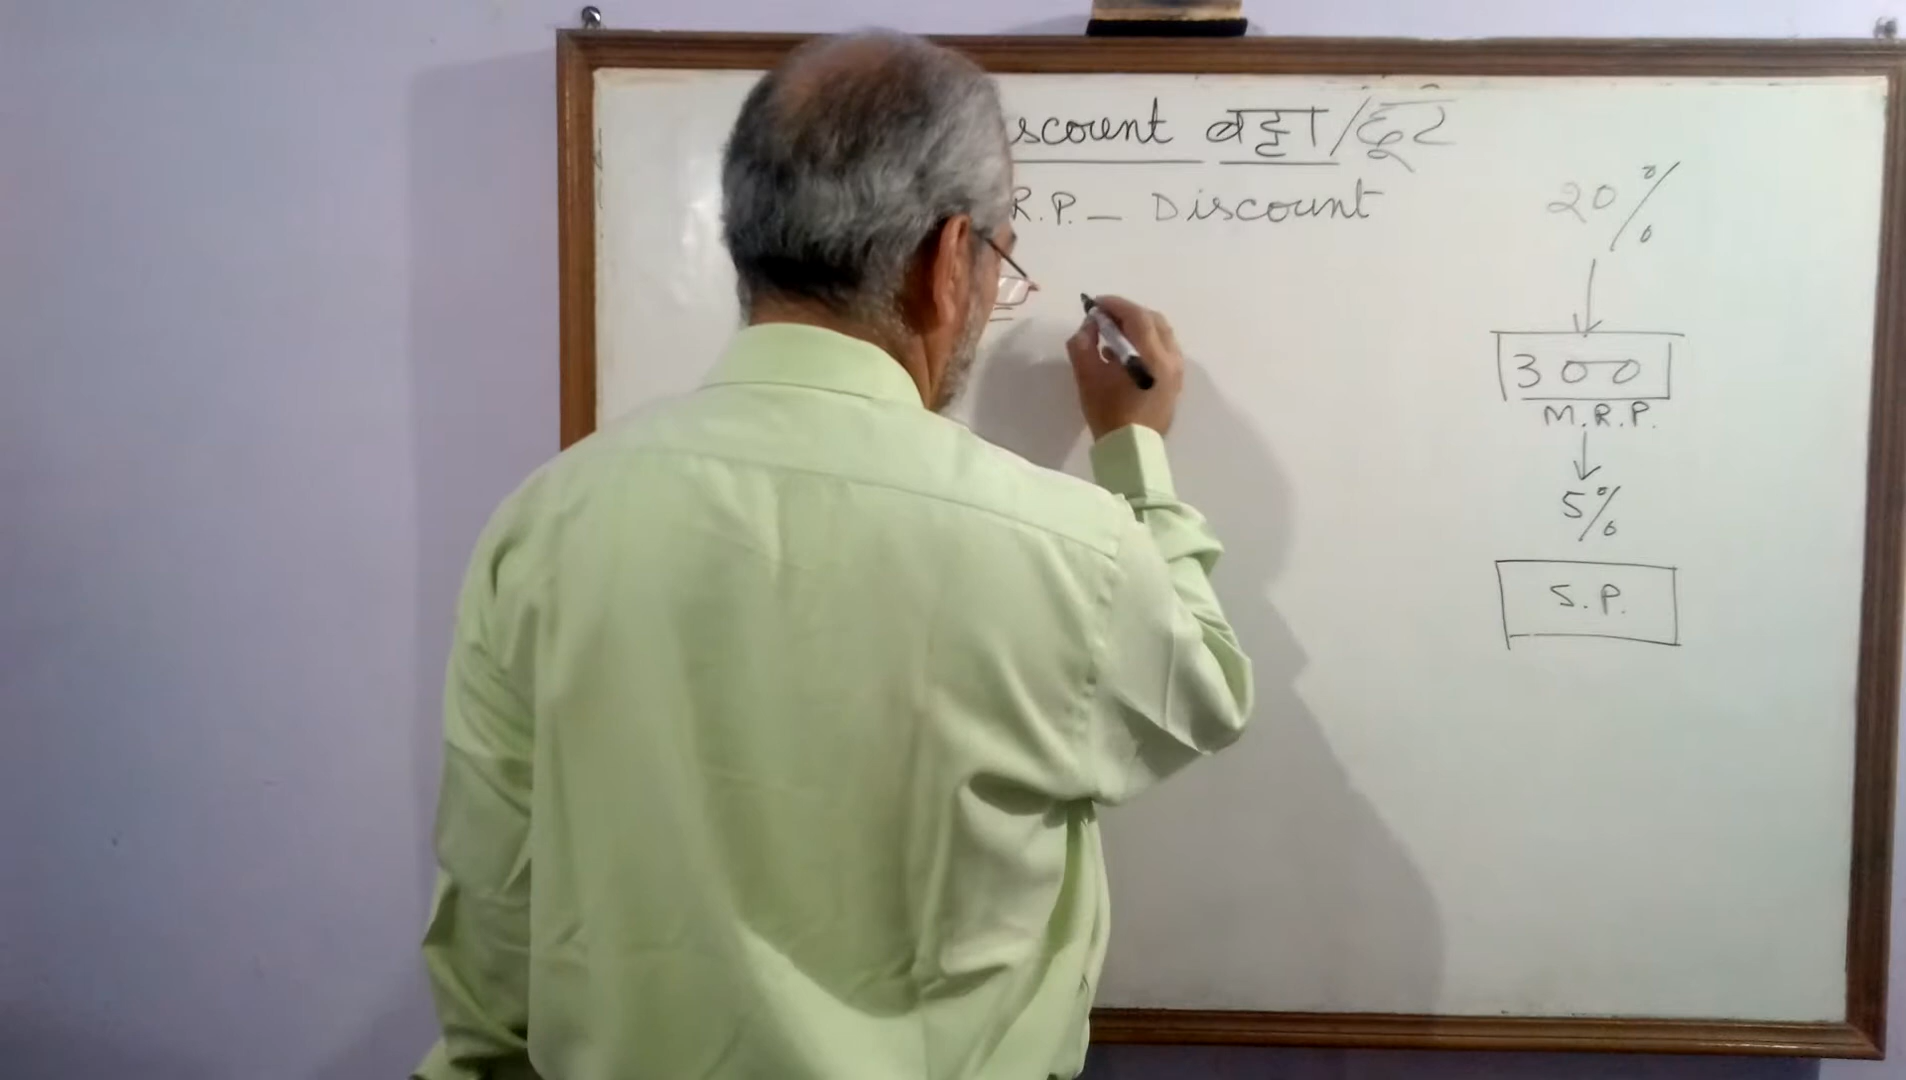 scount बट्टा/छूट
R.P. - Discount
=
20%
300
M.R.P.
5%
S.P.